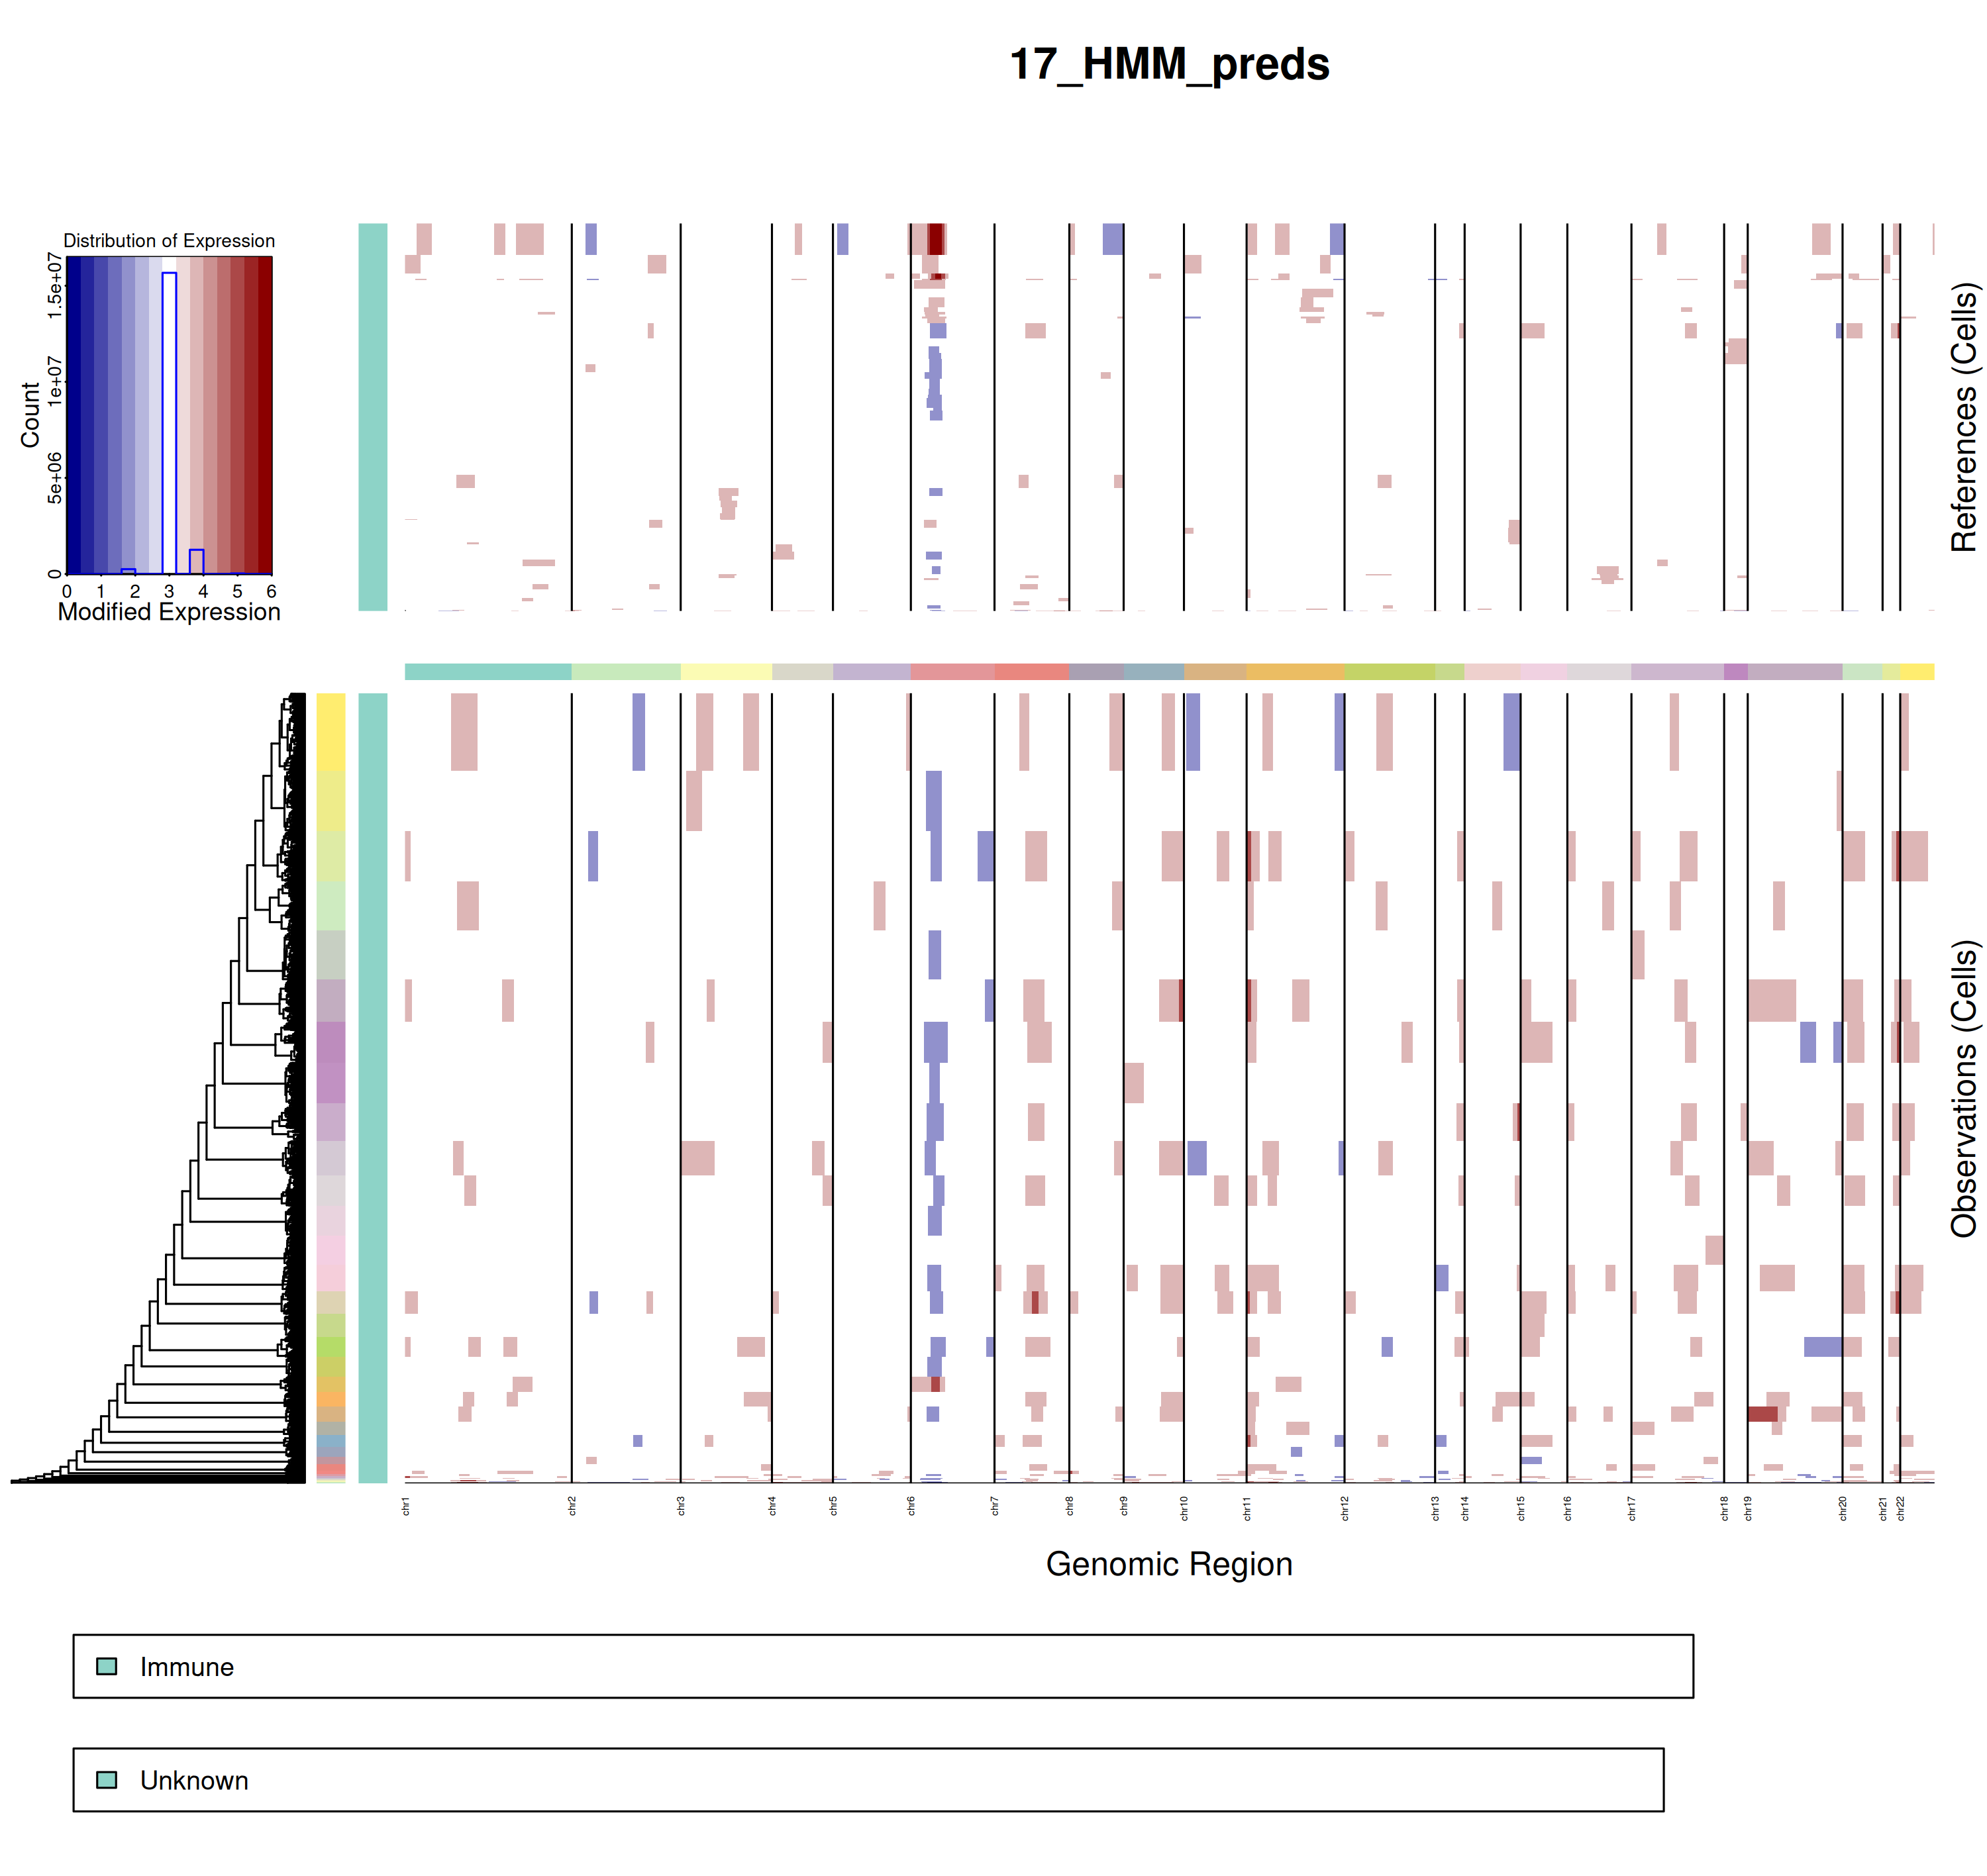 17_HMM_preds
Distribution of Expression
Count
0
5e+06
1e+07
1.5e+07
0 1 2 3 4 5 6
Modified Expression
References (Cells)
Observations (Cells)
chr1 chr2 chr3 chr4 chr5 chr6 chr7 chr8 chr9 chr10 chr11 chr12 chr13 chr14 chr15 chr16 chr17 chr18 chr19 chr20 chr21 chr22
Genomic Region
Immune
Unknown